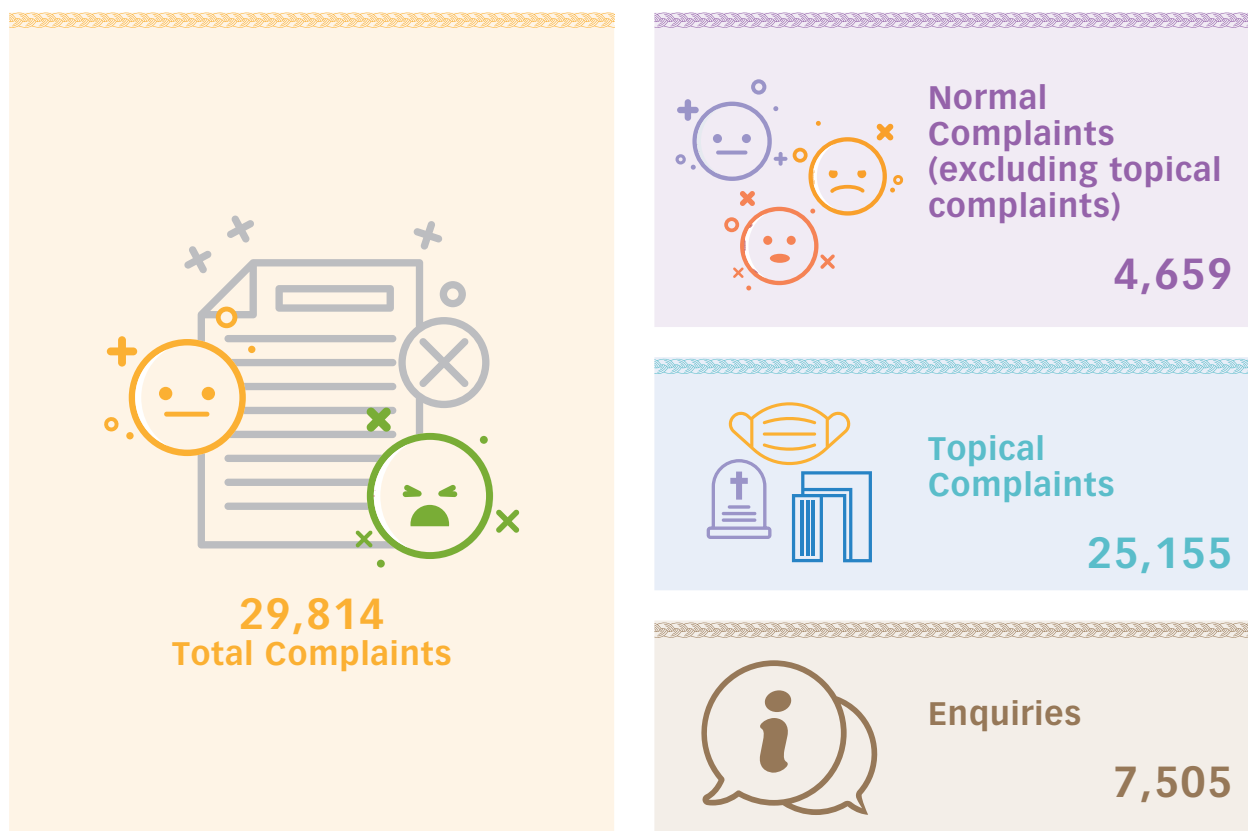 29,814
Total Complaints
Normal
Complaints
(excluding topical
complaints)
4,659
Topical
Complaints
25,155
Enquiries
7,505